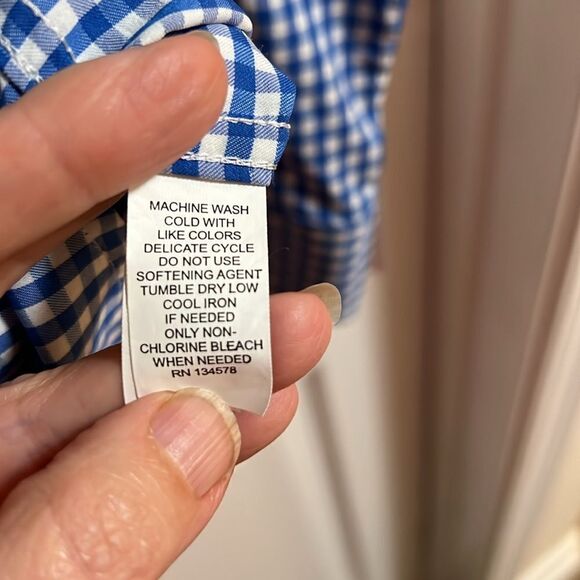 MACHINE WASH
COLD WITH
LIKE COLORS
DELICATE CYCLE
DO NOT USE
SOFTENING AGENT
TUMBLE DRY LOW
COOL IRON
IF NEEDED
ONLY NON-
CHLORINE BLEACH
WHEN NEEDED
RN 134578